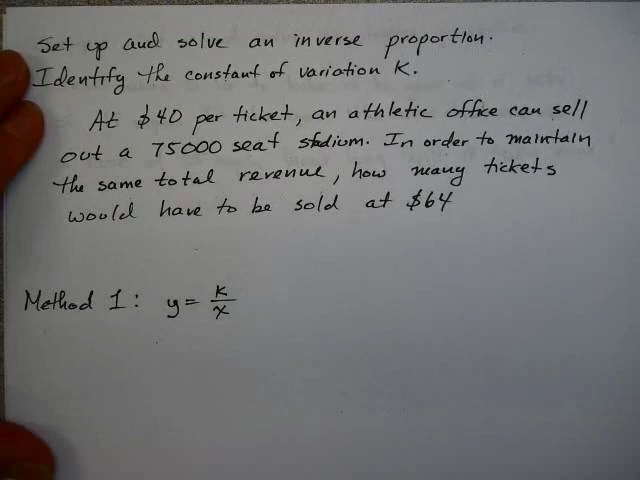 Set up and solve an inverse proportion.
Identify the constant of variation K.
At $40 per ticket, an athletic office can sell
out a 75000 seat stadium. In order to maintain
the same total revenue, how many tickets
would have to be sold at $64
Method 1: y = K/x